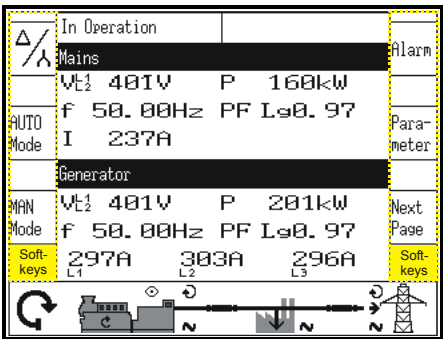 In Operation
Alarm
Mains
VL1
L2 401V P 160kW
f 50.00Hz PF Lg0.97
AUTO
Mode
I 237A
Para-
meter
Generator
VL1
L2 401V P 201kW
MAN
Mode
f 50.00Hz PF Lg0.97
Next
Page
Soft-
keys
297A 303A 296A
L1 L2 L3
Soft-
keys